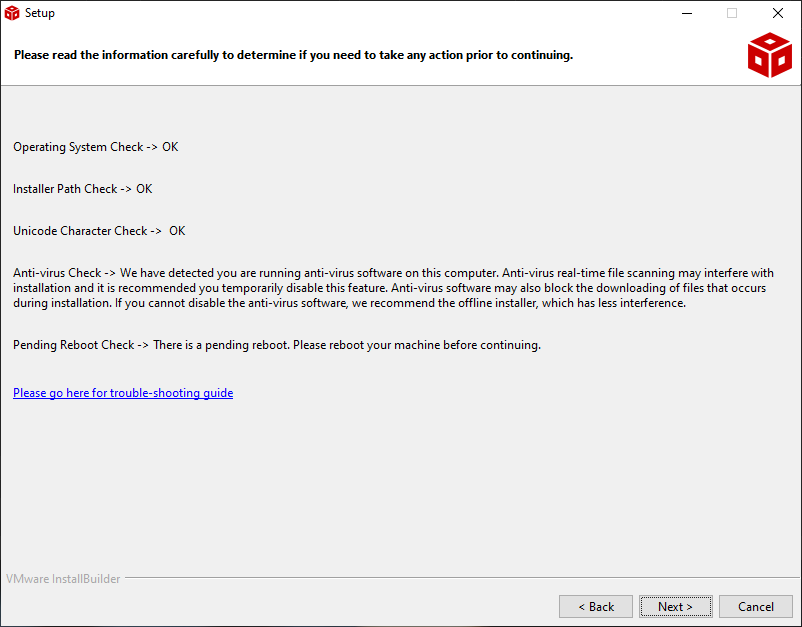 Setup
Please read the information carefully to determine if you need to take any action prior to continuing.
Operating System Check -> OK
Installer Path Check -> OK
Unicode Character Check ->  OK
Anti-virus Check -> We have detected you are running anti-virus software on this computer. Anti-virus real-time file scanning may interfere with
installation and it is recommended you temporarily disable this feature. Anti-virus software may also block the downloading of files that occurs
during installation. If you cannot disable the anti-virus software, we recommend the offline installer, which has less interference.
Pending Reboot Check -> There is a pending reboot. Please reboot your machine before continuing.
Please go here for trouble-shooting guide
VMware InstallBuilder
< Back
Next >
Cancel